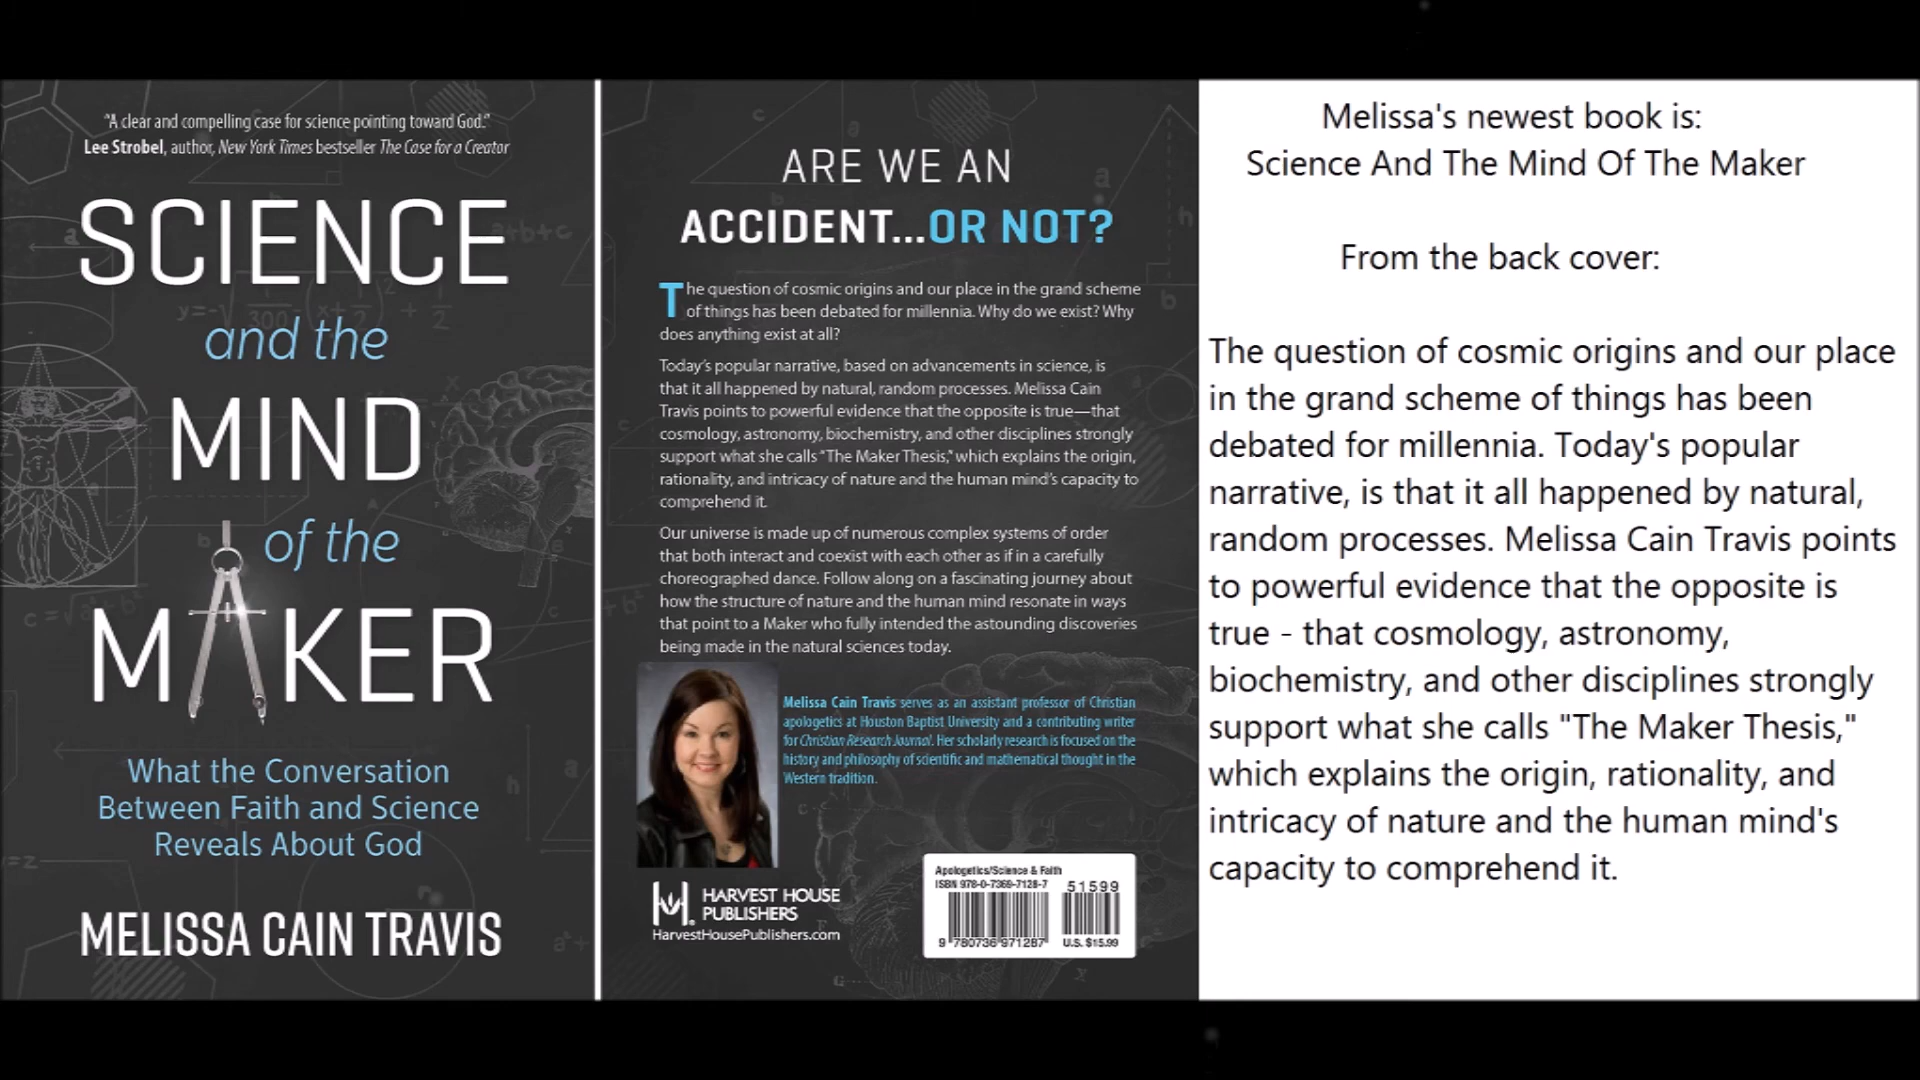 “A clear and compelling case for science pointing toward God.”
Lee Strobel, author, New York Times bestseller The Case for a Creator
SCIENCE
and the
MIND
of the
MAKER
What the Conversation
Between Faith and Science
Reveals About God
MELISSA CAIN TRAVIS
ARE WE AN
ACCIDENT...OR NOT?
The question of cosmic origins and our place in the grand scheme
of things has been debated for millennia. Why do we exist? Why
does anything exist at all?
Today's popular narrative, based on advancements in science, is
that it all happened by natural, random processes. Melissa Cain
Travis points to powerful evidence that the opposite is true—that
cosmology, astronomy, biochemistry, and other disciplines strongly
support what she calls “The Maker Thesis,” which explains the origin,
rationality, and intricacy of nature and the human mind's capacity to
comprehend it.
Our universe is made up of numerous complex systems of order
that both interact and coexist with each other as if in a carefully
choreographed dance. Follow along on a fascinating journey about
how the structure of nature and the human mind resonate in ways
that point to a Maker who fully intended the astounding discoveries
being made in the natural sciences today.
Melissa Cain Travis serves as an assistant professor of Christian
apologetics at Houston Baptist University and a contributing writer
for Christian Research Journal. Her scholarly research is focused on the
history and philosophy of scientific and mathematical thought in the
Western tradition.
HARVEST HOUSE
PUBLISHERS
HarvestHousePublishers.com
Apologetics/Science & Faith
ISBN 978-0-7369-7128-7
51599
9 780736 971287
U.S. $15.99
Melissa's newest book is:
Science And The Mind Of The Maker
From the back cover:
The question of cosmic origins and our place
in the grand scheme of things has been
debated for millennia. Today's popular
narrative, is that it all happened by natural,
random processes. Melissa Cain Travis points
to powerful evidence that the opposite is
true - that cosmology, astronomy,
biochemistry, and other disciplines strongly
support what she calls "The Maker Thesis,"
which explains the origin, rationality, and
intricacy of nature and the human mind's
capacity to comprehend it.